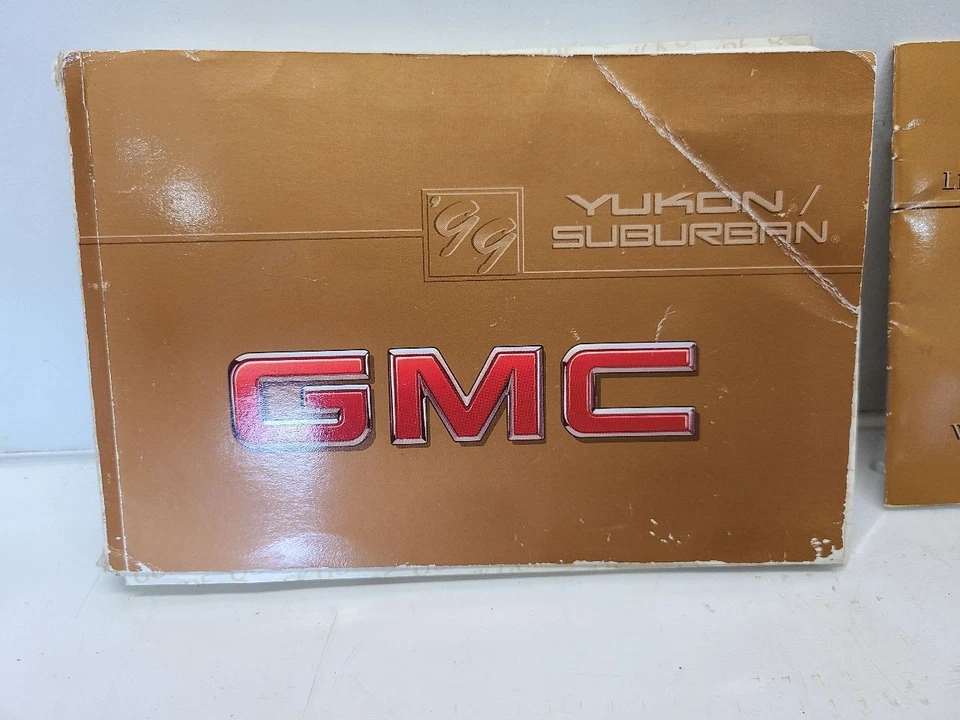 '99
YUKON/
SUBURBAN®
GMC